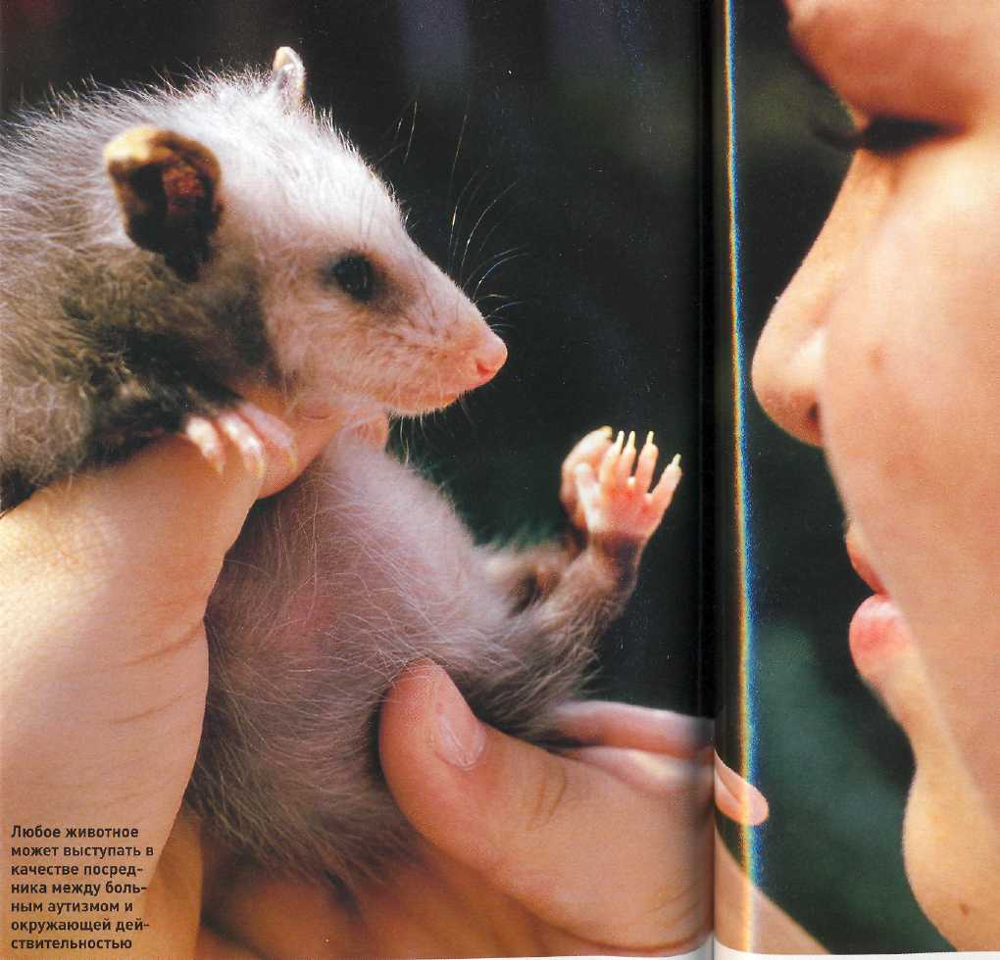 Любое животное
может выступать в
качестве посред-
ника между боль-
ным аутизмом и
окружающей дей-
ствительностью